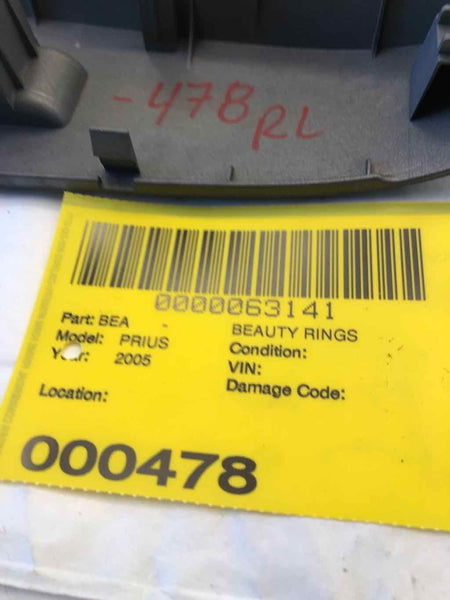 -478 RL
0000063141
Part: BEA BEAUTY RINGS
Model: PRIUS Condition:
Year: 2005 VIN:
Location: Damage Code:
000478